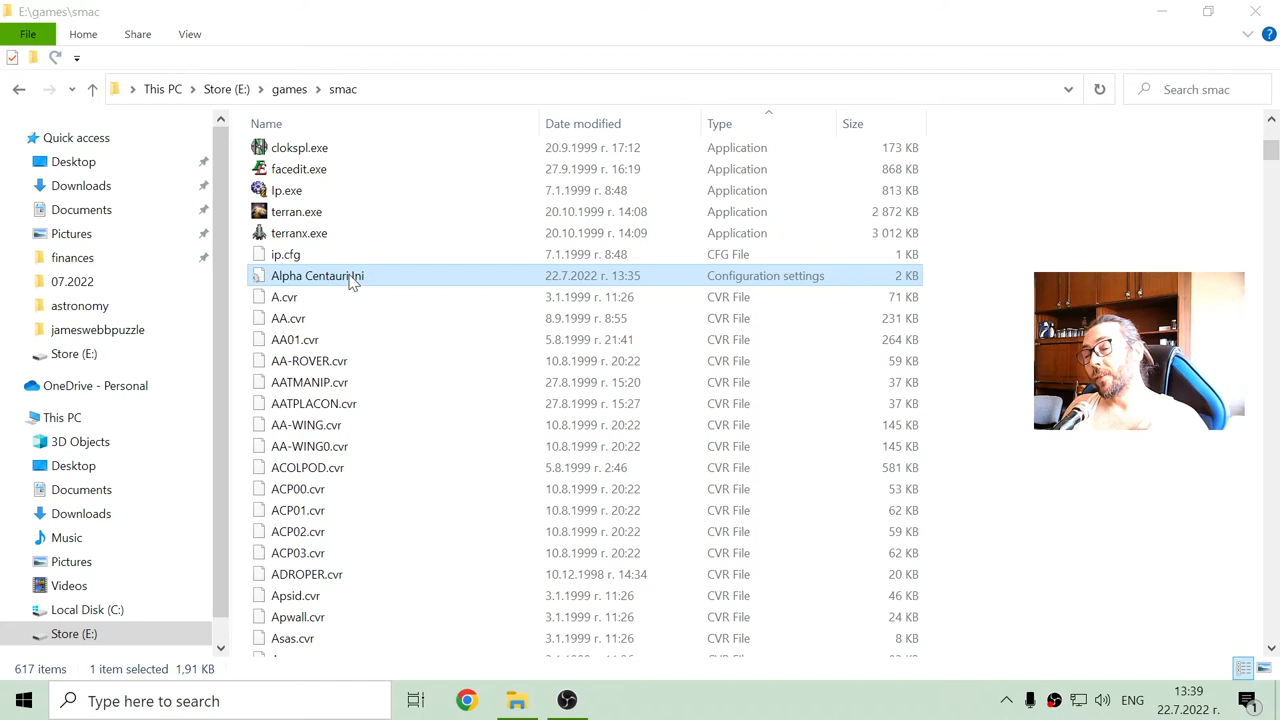 E:\games\smac
File Home Share View
This PC Store (E:) games smac Search smac
Name Date modified Type Size
Quick access
Desktop
Downloads
Documents
Pictures
finances
07.2022
astronomy
jameswebbpuzzle
Store (E:)
OneDrive - Personal
This PC
3D Objects
Desktop
Documents
Downloads
Music
Pictures
Videos
Local Disk (C:)
Store (E:)
clokspl.exe 20.9.1999 г. 17:12 Application 173 KB
facedit.exe 27.9.1999 г. 16:19 Application 868 KB
Ip.exe 7.1.1999 г. 8:48 Application 813 KB
terran.exe 20.10.1999 г. 14:08 Application 2 872 KB
terranx.exe 20.10.1999 г. 14:09 Application 3 012 KB
ip.cfg 7.1.1999 г. 8:48 CFG File 1 KB
Alpha Centauri.Ini 22.7.2022 г. 13:35 Configuration settings 2 KB
A.cvr 3.1.1999 г. 11:26 CVR File 71 KB
AA.cvr 8.9.1999 г. 8:55 CVR File 231 KB
AA01.cvr 5.8.1999 г. 21:41 CVR File 264 KB
AA-ROVER.cvr 10.8.1999 г. 20:22 CVR File 59 KB
AATMANIP.cvr 27.8.1999 г. 15:20 CVR File 37 KB
AATPLACON.cvr 27.8.1999 г. 15:27 CVR File 37 KB
AA-WING.cvr 10.8.1999 г. 20:22 CVR File 145 KB
AA-WING0.cvr 10.8.1999 г. 20:22 CVR File 145 KB
ACOLPOD.cvr 5.8.1999 г. 2:46 CVR File 581 KB
ACP00.cvr 10.8.1999 г. 20:22 CVR File 53 KB
ACP01.cvr 10.8.1999 г. 20:22 CVR File 62 KB
ACP02.cvr 10.8.1999 г. 20:22 CVR File 59 KB
ACP03.cvr 10.8.1999 г. 20:22 CVR File 62 KB
ADROPER.cvr 10.12.1998 г. 14:34 CVR File 20 KB
Apsid.cvr 3.1.1999 г. 11:26 CVR File 46 KB
Apwall.cvr 3.1.1999 г. 11:26 CVR File 24 KB
Asas.cvr 3.1.1999 г. 11:26 CVR File 8 KB
617 items 1 item selected 1,91 KB
Type here to search
ENG
13:39
22.7.2022 г.
1